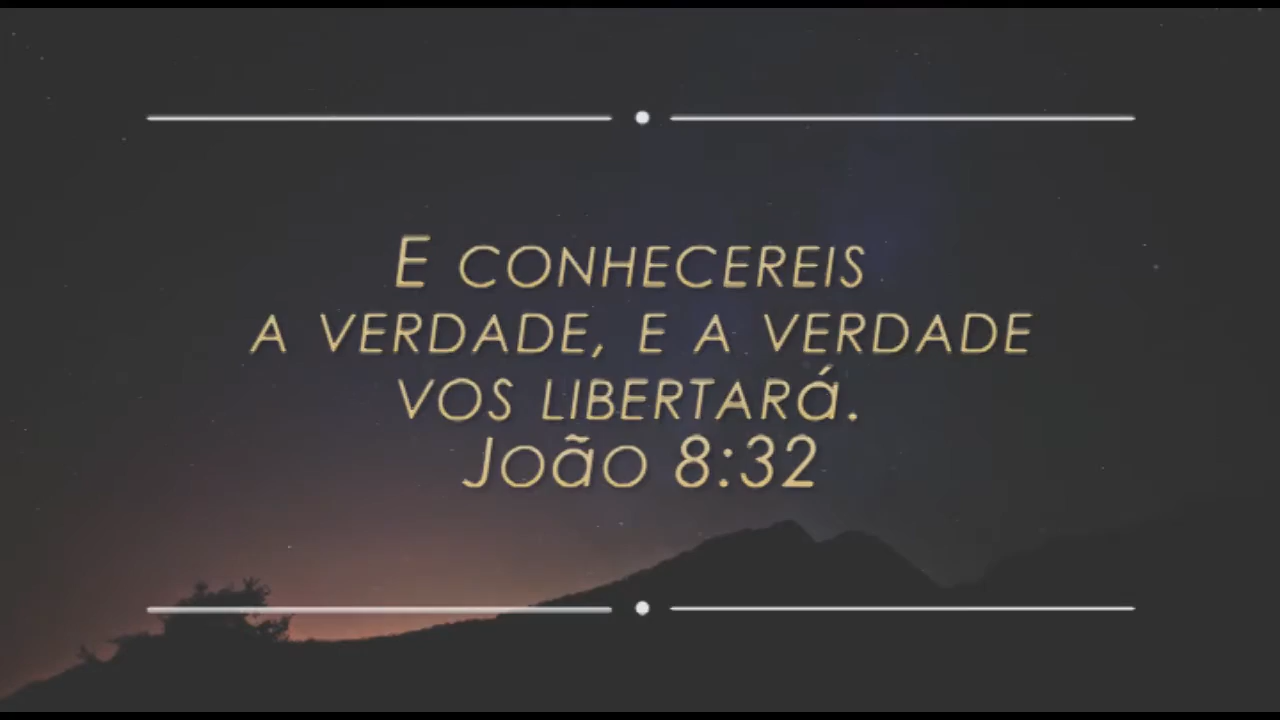 E CONHECEREIS
A VERDADE, E A VERDADE
VOS LIBERTARá.
João 8:32